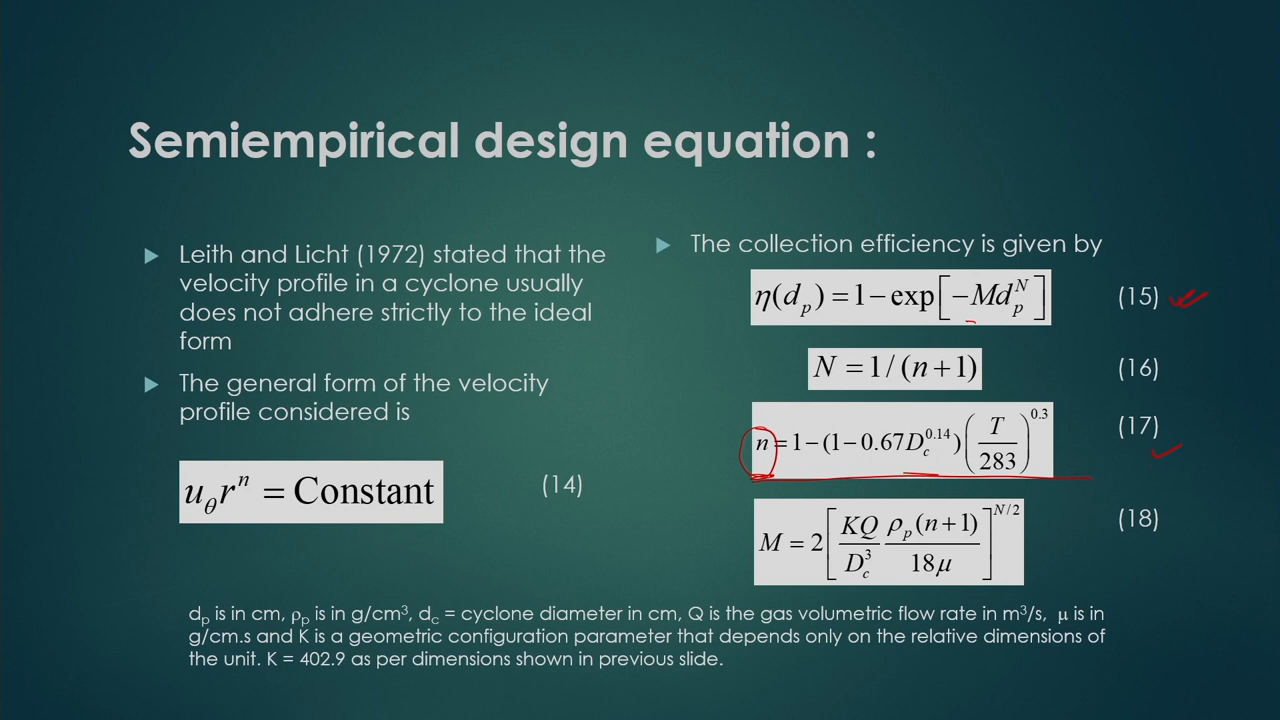 Semiempirical design equation :
Leith and Licht (1972) stated that the
velocity profile in a cyclone usually
does not adhere strictly to the ideal
form
The general form of the velocity
profile considered is
u_θ r^n = Constant (14)
The collection efficiency is given by
η(d_p) = 1 − exp[−M d_p^N] (15)
N = 1 / (n + 1) (16)
n = 1 − (1 − 0.67 D_c^0.14) (T / 283)^0.3 (17)
M = 2 [ (KQ / D_c^3) (ρ_p (n + 1) / 18μ) ]^(N/2) (18)
d_p is in cm, ρ_p is in g/cm³, d_c = cyclone diameter in cm, Q is the gas volumetric flow rate in m³/s, μ is in
g/cm.s and K is a geometric configuration parameter that depends only on the relative dimensions of
the unit. K = 402.9 as per dimensions shown in previous slide.